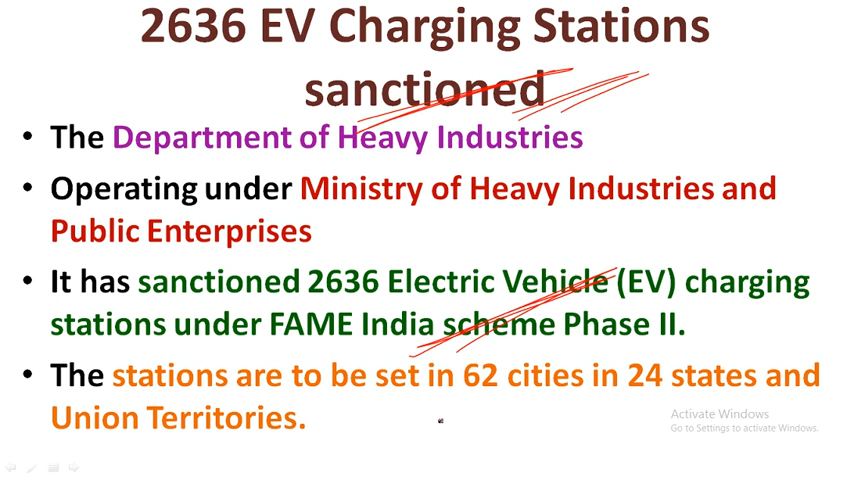 2636 EV Charging Stations
sanctioned
• The Department of Heavy Industries
• Operating under Ministry of Heavy Industries and
Public Enterprises
• It has sanctioned 2636 Electric Vehicle (EV) charging
stations under FAME India scheme Phase II.
• The stations are to be set in 62 cities in 24 states and
Union Territories.
Activate Windows
Go to Settings to activate Windows.